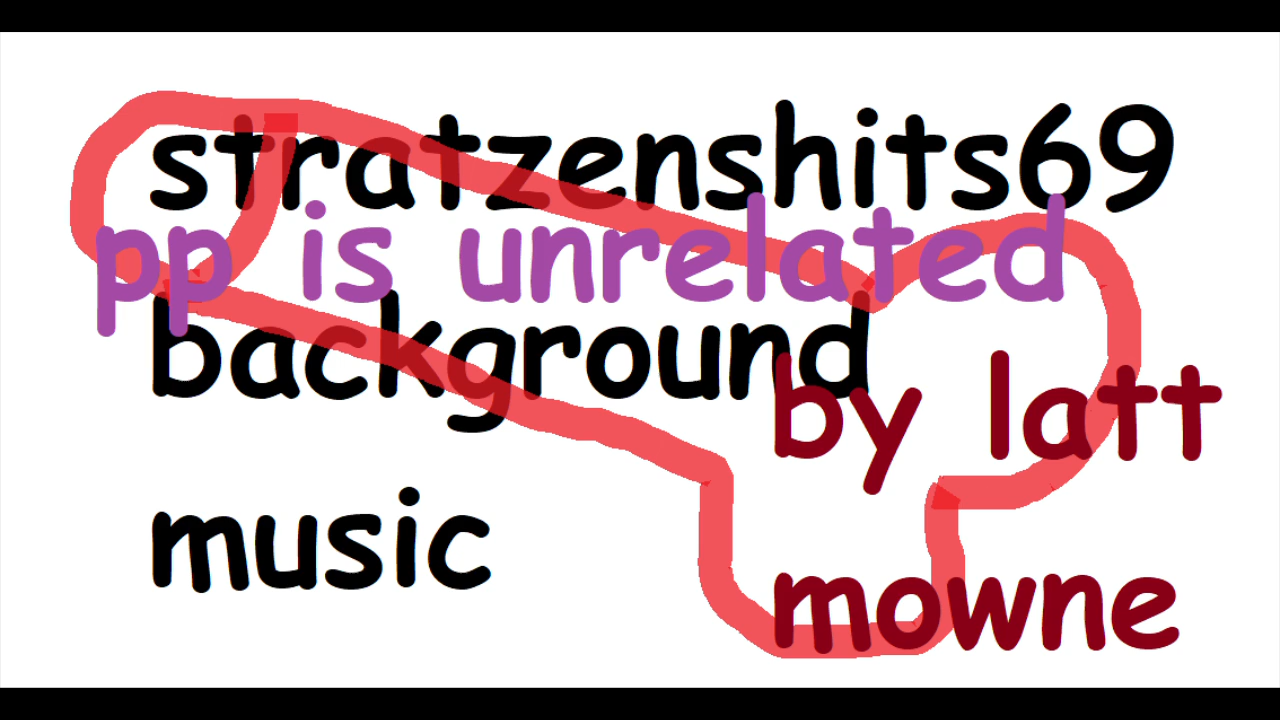 stratzenshits69
pp is unrelated
background
by latt
music
mowne